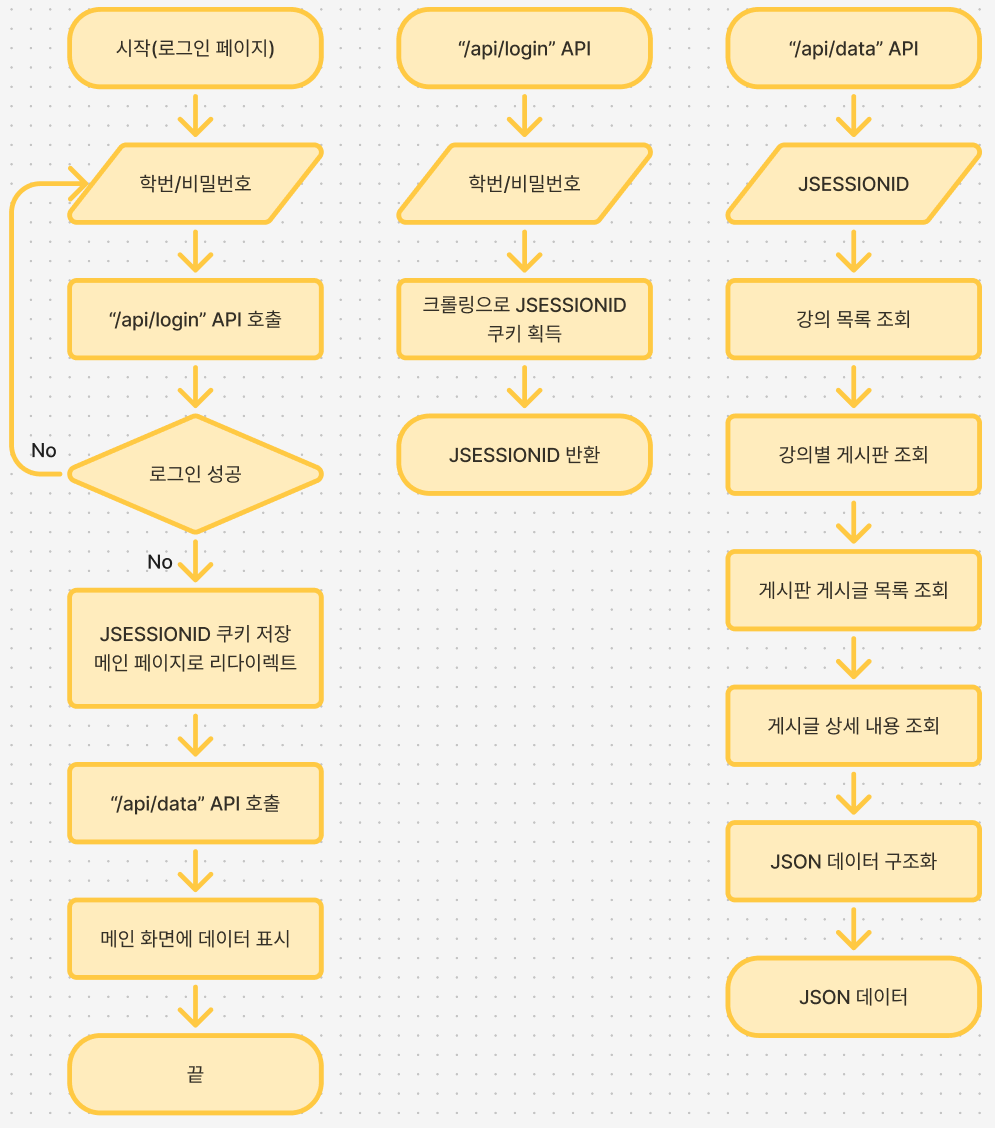 시작(로그인 페이지)
학번/비밀번호
“/api/login” API 호출
로그인 성공
No
No
JSESSIONID 쿠키 저장
메인 페이지로 리다이렉트
“/api/data” API 호출
메인 화면에 데이터 표시
끝
“/api/login” API
학번/비밀번호
크롤링으로 JSESSIONID
쿠키 획득
JSESSIONID 반환
“/api/data” API
JSESSIONID
강의 목록 조회
강의별 게시판 조회
게시판 게시글 목록 조회
게시글 상세 내용 조회
JSON 데이터 구조화
JSON 데이터